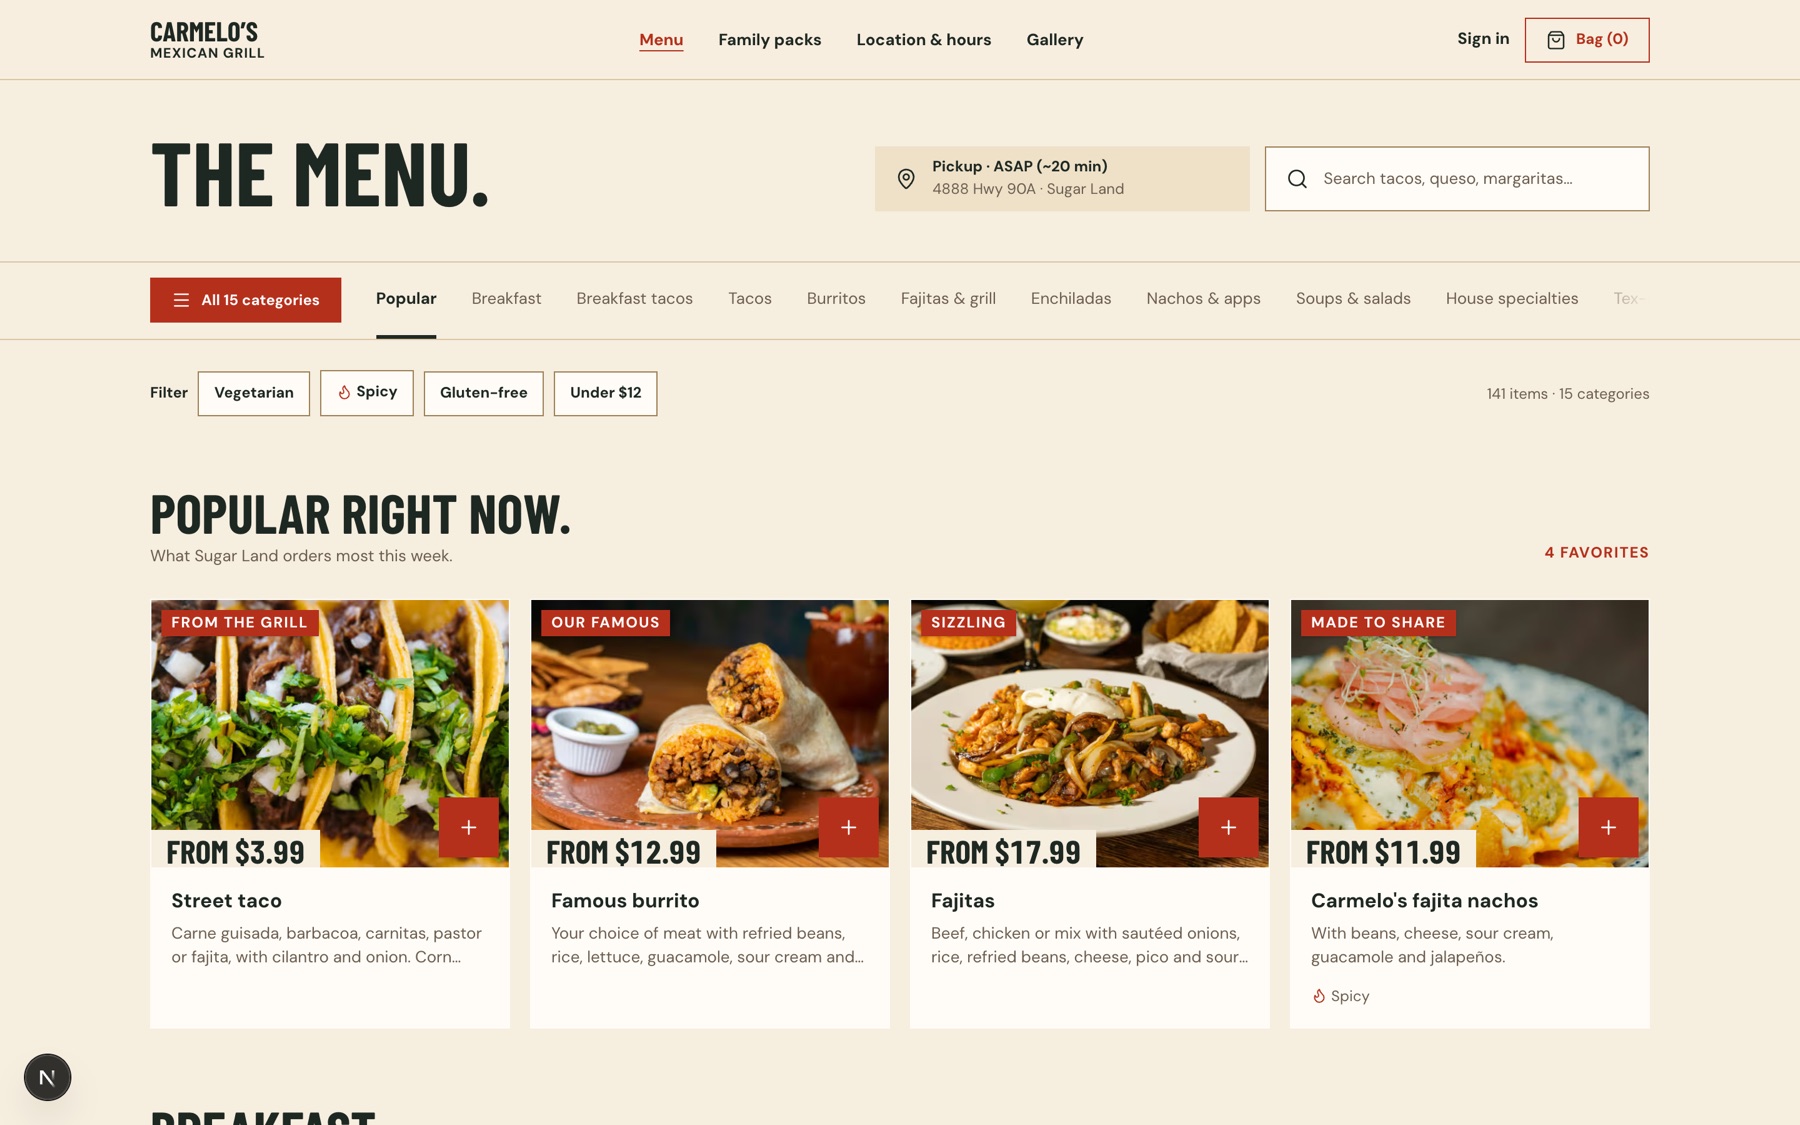 CARMELO'S
MEXICAN GRILL
Menu
Family packs
Location & hours
Gallery
Sign in
Bag (0)
THE MENU.
Pickup · ASAP (~20 min)
4888 Hwy 90A · Sugar Land
Search tacos, queso, margaritas...
All 15 categories
Popular
Breakfast
Breakfast tacos
Tacos
Burritos
Fajitas & grill
Enchiladas
Nachos & apps
Soups & salads
House specialties
Tex-
Filter
Vegetarian
Spicy
Gluten-free
Under $12
141 items · 15 categories
POPULAR RIGHT NOW.
What Sugar Land orders most this week.
4 FAVORITES
FROM THE GRILL
FROM $3.99
Street taco
Carne guisada, barbacoa, carnitas, pastor
or fajita, with cilantro and onion. Corn...
OUR FAMOUS
FROM $12.99
Famous burrito
Your choice of meat with refried beans,
rice, lettuce, guacamole, sour cream and...
SIZZLING
FROM $17.99
Fajitas
Beef, chicken or mix with sautéed onions,
rice, refried beans, cheese, pico and sour...
MADE TO SHARE
FROM $11.99
Carmelo's fajita nachos
With beans, cheese, sour cream,
guacamole and jalapeños.
Spicy
N
BREAKFAST